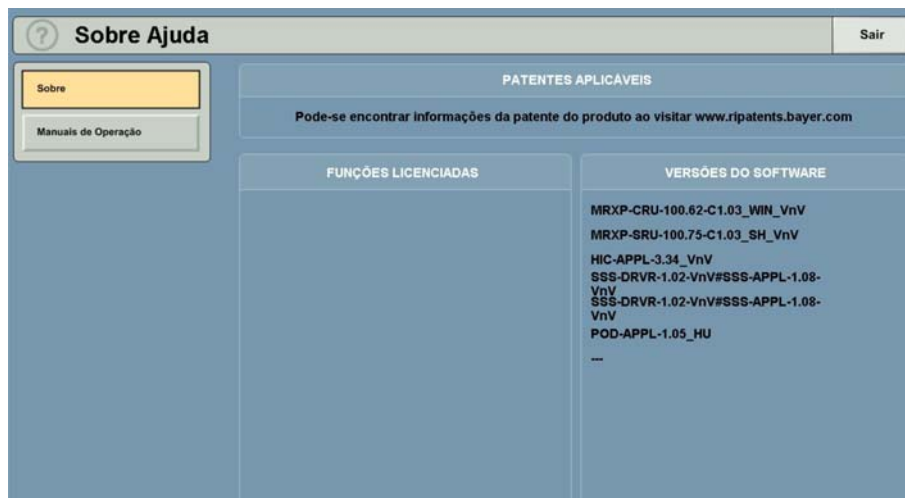 ?
Sobre Ajuda
Sair
Sobre
Manuais de Operação
PATENTES APLICÁVEIS
Pode-se encontrar informações da patente do produto ao visitar www.ripatents.bayer.com
FUNÇÕES LICENCIADAS
VERSÕES DO SOFTWARE
MRXP-CRU-100.62-C1.03_WIN_VnV
MRXP-SRU-100.75-C1.03_SH_VnV
HIC-APPL-3.34_VnV
SSS-DRVR-1.02-VnV#SSS-APPL-1.08-
VnV
SSS-DRVR-1.02-VnV#SSS-APPL-1.08-
VnV
POD-APPL-1.05_HU
---